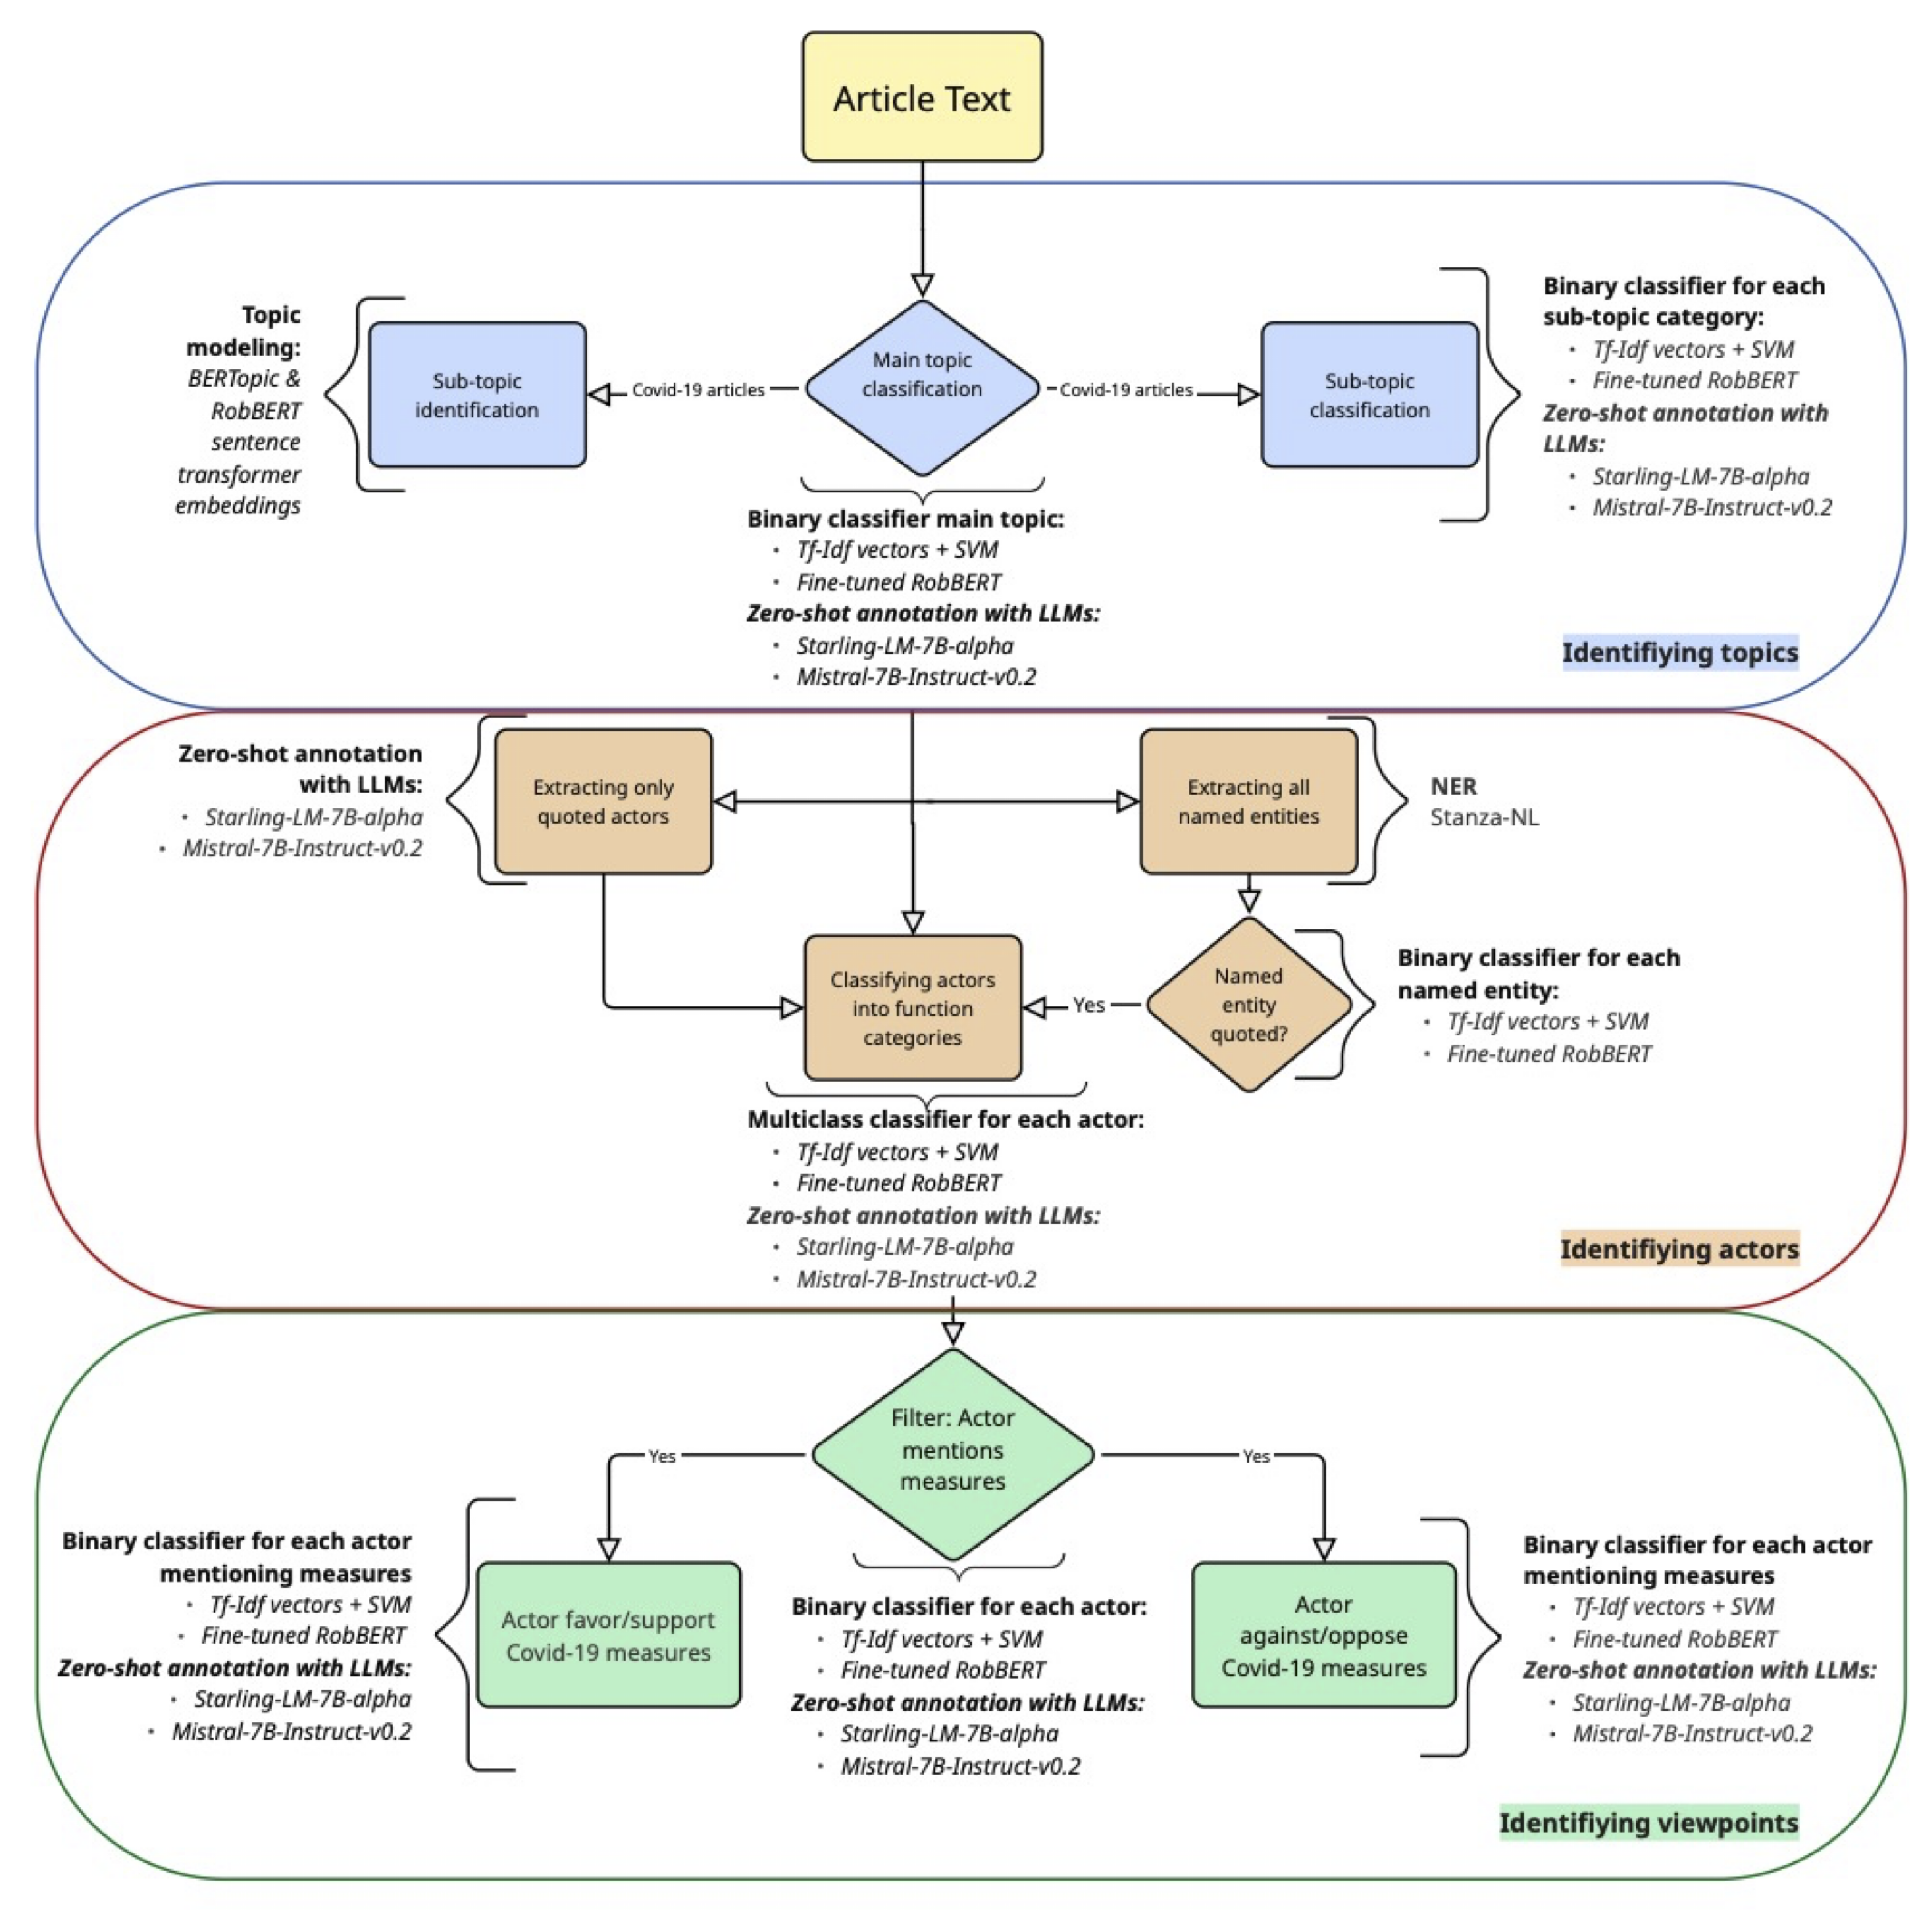 Article Text
Topic
modeling:
BERTopic &
RobBERT
sentence
transformer
embeddings
Sub-topic
identification
Covid-19 articles
Main topic
classification
Covid-19 articles
Sub-topic
classification
Binary classifier for each
sub-topic category:
• Tf-Idf vectors + SVM
• Fine-tuned RobBERT
Zero-shot annotation with
LLMs:
• Starling-LM-7B-alpha
• Mistral-7B-Instruct-v0.2
Binary classifier main topic:
• Tf-Idf vectors + SVM
• Fine-tuned RobBERT
Zero-shot annotation with LLMs:
• Starling-LM-7B-alpha
• Mistral-7B-Instruct-v0.2
Identifiying topics
Zero-shot annotation
with LLMs:
• Starling-LM-7B-alpha
• Mistral-7B-Instruct-v0.2
Extracting only
quoted actors
Extracting all
named entities
NER
Stanza-NL
Classifying actors
into function
categories
Yes
Named
entity
quoted?
Binary classifier for each
named entity:
• Tf-Idf vectors + SVM
• Fine-tuned RobBERT
Multiclass classifier for each actor:
• Tf-Idf vectors + SVM
• Fine-tuned RobBERT
Zero-shot annotation with LLMs:
• Starling-LM-7B-alpha
• Mistral-7B-Instruct-v0.2
Identifiying actors
Filter: Actor
mentions
measures
Yes
Yes
Binary classifier for each actor
mentioning measures
• Tf-Idf vectors + SVM
• Fine-tuned RobBERT
Zero-shot annotation with LLMs:
• Starling-LM-7B-alpha
• Mistral-7B-Instruct-v0.2
Actor favor/support
Covid-19 measures
Binary classifier for each actor:
• Tf-Idf vectors + SVM
• Fine-tuned RobBERT
Zero-shot annotation with LLMs:
• Starling-LM-7B-alpha
• Mistral-7B-Instruct-v0.2
Actor
against/oppose
Covid-19 measures
Binary classifier for each actor
mentioning measures
• Tf-Idf vectors + SVM
• Fine-tuned RobBERT
Zero-shot annotation with LLMs:
• Starling-LM-7B-alpha
• Mistral-7B-Instruct-v0.2
Identifiying viewpoints